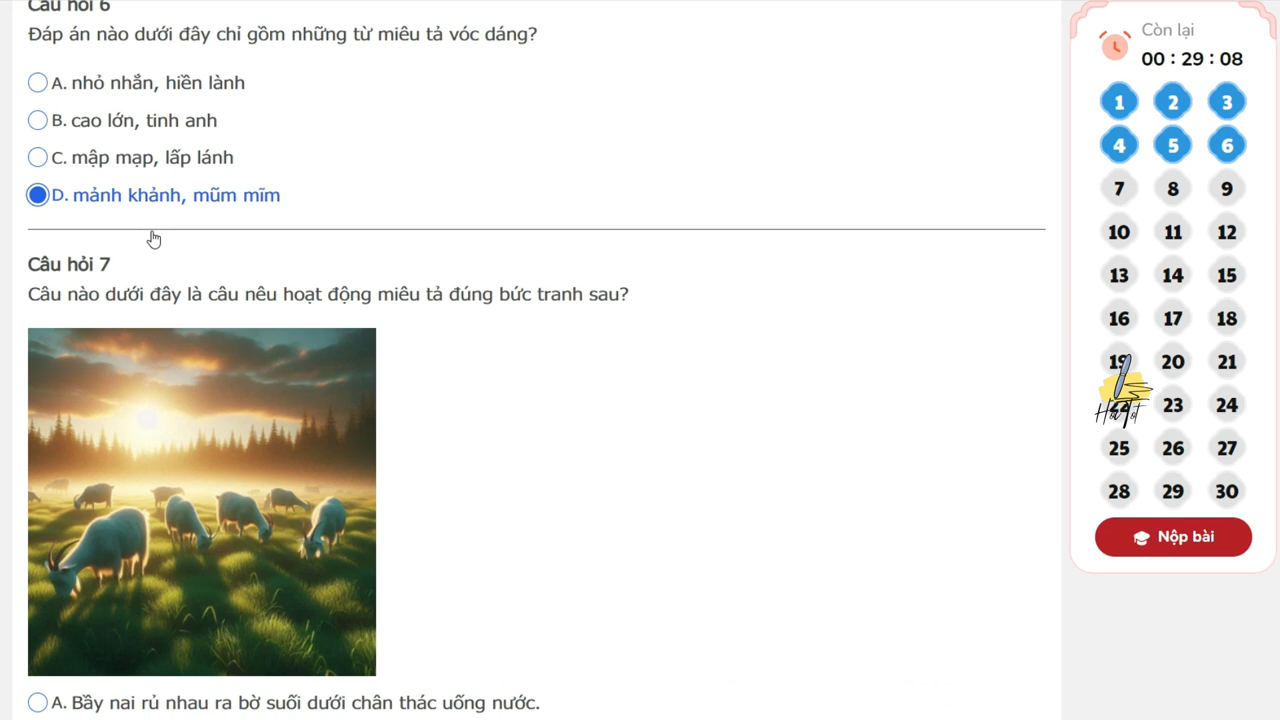 Câu hỏi 6
Đáp án nào dưới đây chỉ gồm những từ miêu tả vóc dáng?
A. nhỏ nhắn, hiền lành
B. cao lớn, tinh anh
C. mập mạp, lấp lánh
D. mảnh khảnh, mũm mĩm
Câu hỏi 7
Câu nào dưới đây là câu nêu hoạt động miêu tả đúng bức tranh sau?
A. Bầy nai rủ nhau ra bờ suối dưới chân thác uống nước.
Còn lại
00 : 29 : 08
1 2 3
4 5 6
7 8 9
10 11 12
13 14 15
16 17 18
19 20 21
23 24
25 26 27
28 29 30
Nộp bài